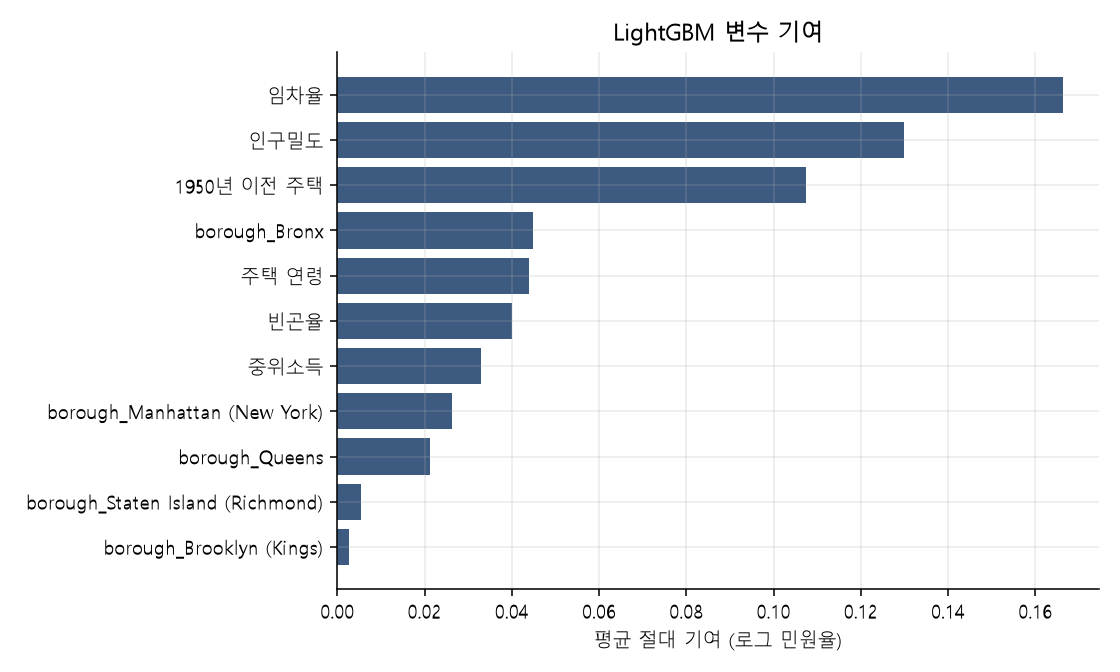 LightGBM 변수 기여
임차율
인구밀도
1950년 이전 주택
borough_Bronx
주택 연령
빈곤율
중위소득
borough_Manhattan (New York)
borough_Queens
borough_Staten Island (Richmond)
borough_Brooklyn (Kings)
0.00 0.02 0.04 0.06 0.08 0.10 0.12 0.14 0.16
평균 절대 기여 (로그 민원율)